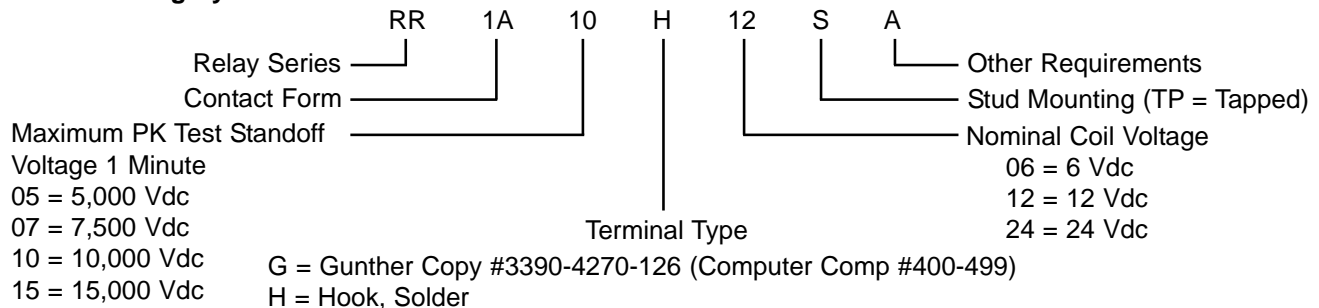 RR 1A 10 H 12 S A
Relay Series
Other Requirements
Contact Form
Stud Mounting (TP = Tapped)
Maximum PK Test Standoff
Voltage 1 Minute
05 = 5,000 Vdc
07 = 7,500 Vdc
10 = 10,000 Vdc
15 = 15,000 Vdc
Nominal Coil Voltage
06 = 6 Vdc
12 = 12 Vdc
24 = 24 Vdc
Terminal Type
G = Gunther Copy #3390-4270-126 (Computer Comp #400-499)
H = Hook, Solder